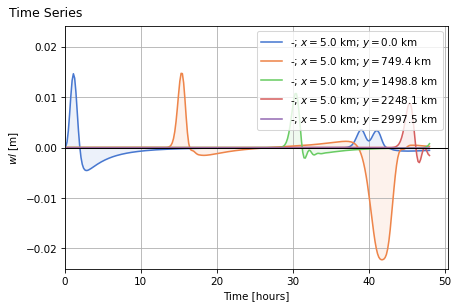 Time Series
0.02
0.01
0.00
−0.01
−0.02
wl [m]
-; x = 5.0 km; y = 0.0 km
-; x = 5.0 km; y = 749.4 km
-; x = 5.0 km; y = 1498.8 km
-; x = 5.0 km; y = 2248.1 km
-; x = 5.0 km; y = 2997.5 km
0 10 20 30 40 50
Time [hours]